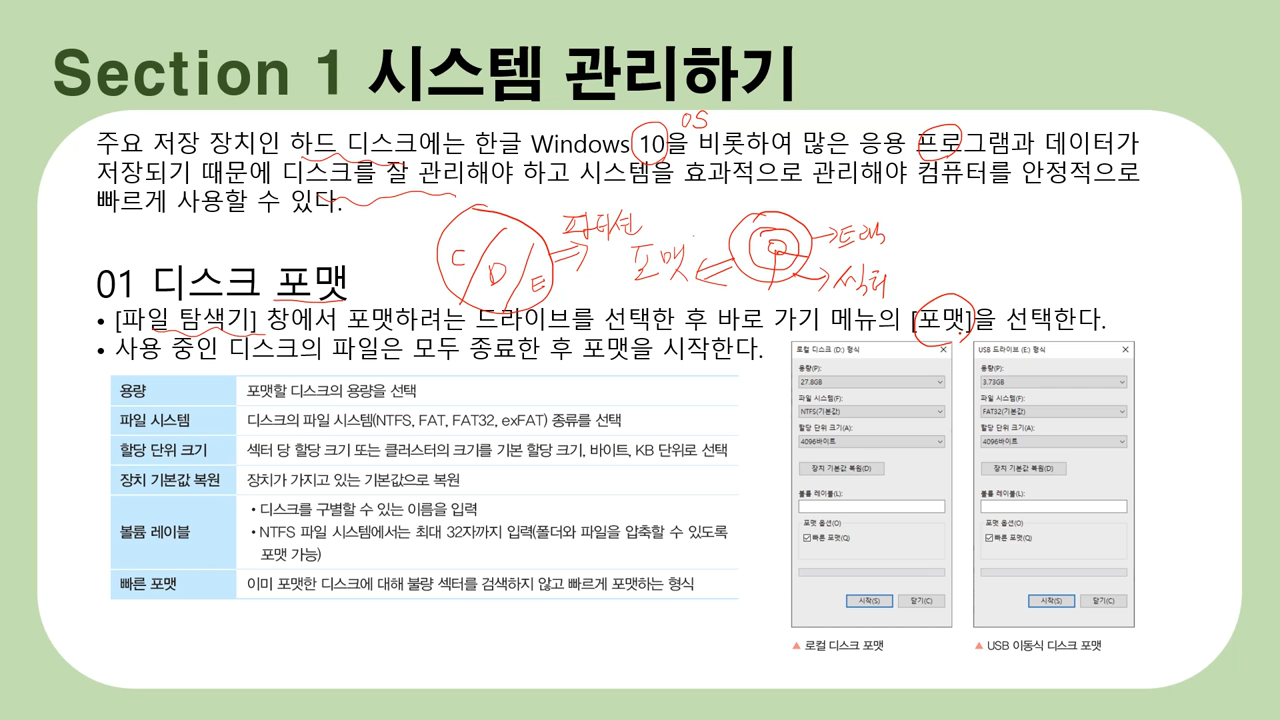 Section 1 시스템 관리하기
OS
주요 저장 장치인 하드 디스크에는 한글 Windows 10을 비롯하여 많은 응용 프로그램과 데이터가
저장되기 때문에 디스크를 잘 관리해야 하고 시스템을 효과적으로 관리해야 컴퓨터를 안정적으로
빠르게 사용할 수 있다.
C D E
포맷
트랙
섹터
01 디스크 포맷
• [파일 탐색기] 창에서 포맷하려는 드라이브를 선택한 후 바로 가기 메뉴의 [포맷]을 선택한다.
• 사용 중인 디스크의 파일은 모두 종료한 후 포맷을 시작한다.
용량 포맷할 디스크의 용량을 선택
파일 시스템 디스크의 파일 시스템(NTFS, FAT, FAT32, exFAT) 종류를 선택
할당 단위 크기 섹터 당 할당 크기 또는 클러스터의 크기를 기본 할당 크기, 바이트, KB 단위로 선택
장치 기본값 복원 장치가 가지고 있는 기본값으로 복원
볼륨 레이블
• 디스크를 구별할 수 있는 이름을 입력
• NTFS 파일 시스템에서는 최대 32자까지 입력(폴더와 파일을 압축할 수 있도록
포맷 가능)
빠른 포맷 이미 포맷한 디스크에 대해 불량 섹터를 검색하지 않고 빠르게 포맷하는 형식
로컬 디스크 (D:) 형식
용량(P):
27.8GB
파일 시스템(F):
NTFS(기본값)
할당 단위 크기(A):
4096바이트
장치 기본값 복원(D)
볼륨 레이블(L):
포맷 옵션(O)
빠른 포맷(Q)
시작(S) 닫기(C)
▲ 로컬 디스크 포맷
USB 드라이브 (E:) 형식
용량(P):
3.73GB
파일 시스템(F):
FAT32(기본값)
할당 단위 크기(A):
4096바이트
장치 기본값 복원(D)
볼륨 레이블(L):
포맷 옵션(O)
빠른 포맷(Q)
시작(S) 닫기(C)
▲ USB 이동식 디스크 포맷